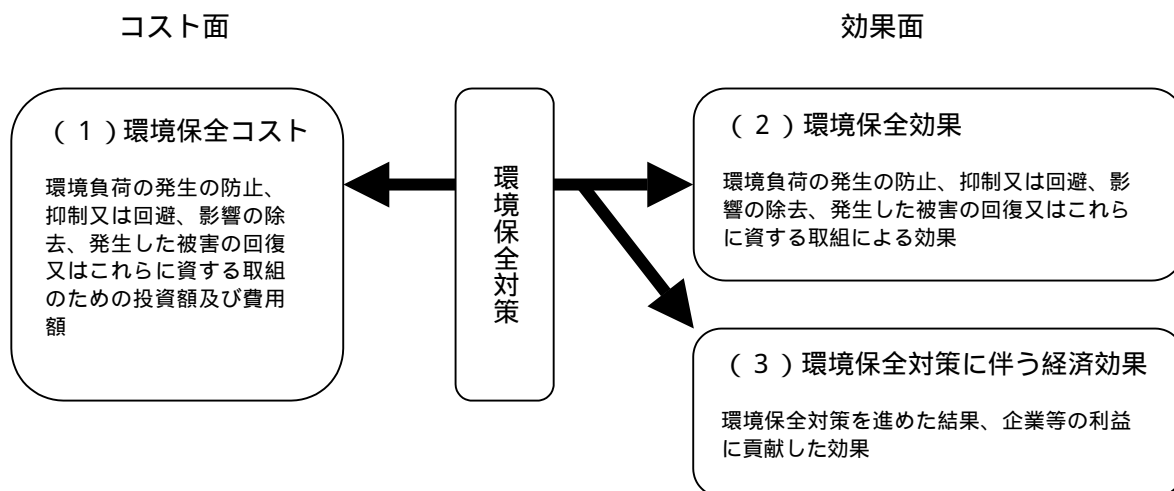 コスト面
効果面
(1)環境保全コスト
環境負荷の発生の防止、
抑制又は回避、影響の除
去、発生した被害の回復
又はこれらに資する取組
のための投資額及び費用
額
環境保全対策
(2)環境保全効果
環境負荷の発生の防止、抑制又は回避、影
響の除去、発生した被害の回復又はこれら
に資する取組による効果
(3)環境保全対策に伴う経済効果
環境保全対策を進めた結果、企業等の利益
に貢献した効果